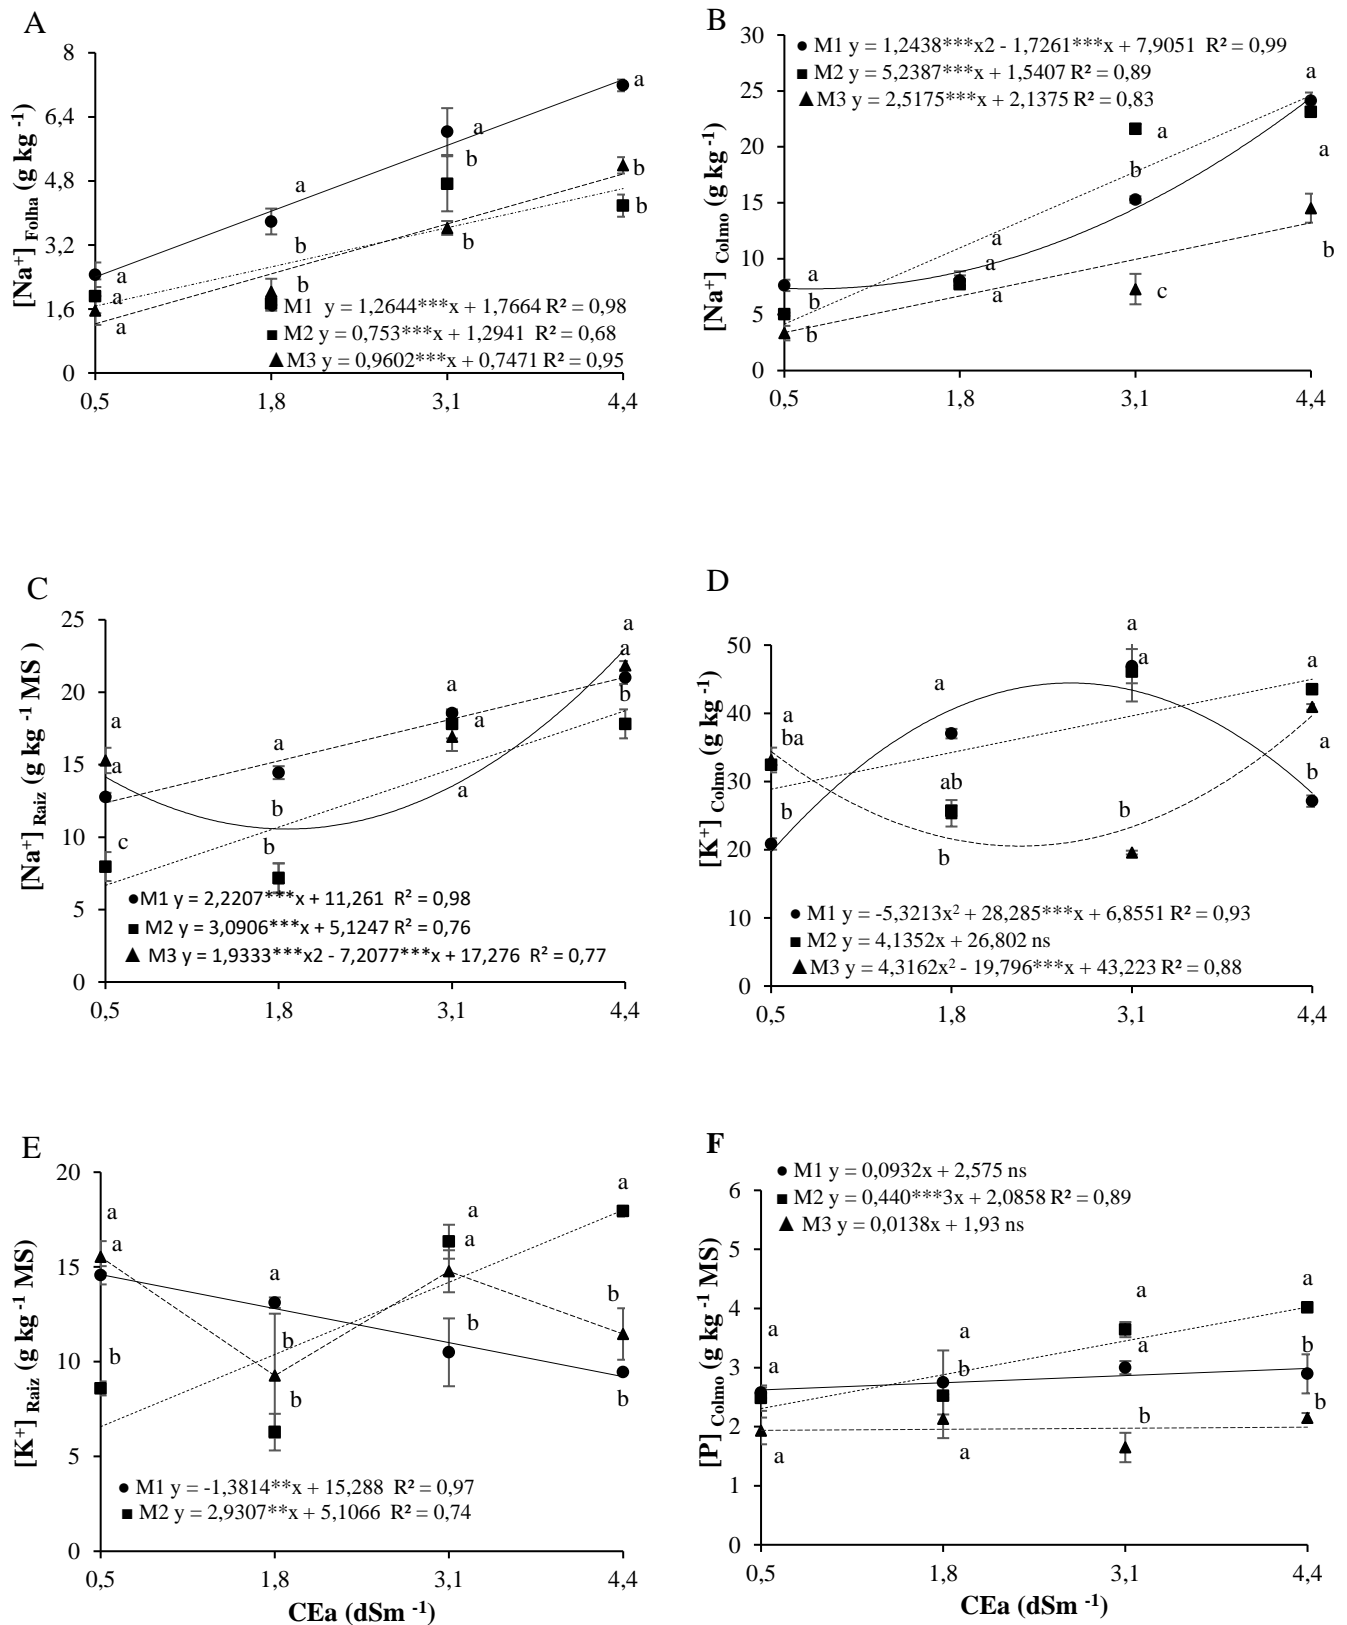 A
[Na⁺] Folha (g kg ⁻¹)
8
6,4
4,8
3,2
1,6
0
a
a
a
b
b
a
b
b
b
a
b
a
a
M1 y = 1,2644***x + 1,7664 R² = 0,98
M2 y = 0,753***x + 1,2941 R² = 0,68
M3 y = 0,9602***x + 0,7471 R² = 0,95
0,5 1,8 3,1 4,4
B
[Na⁺] Colmo (g kg ⁻¹)
M1 y = 1,2438***x2 - 1,7261***x + 7,9051 R² = 0,99
M2 y = 5,2387***x + 1,5407 R² = 0,89
M3 y = 2,5175***x + 2,1375 R² = 0,83
30
25
20
15
10
5
0
a
a
a
b
a
b
a
a
a
b
a
c
b
0,5 1,8 3,1 4,4
C
[Na⁺] Raiz (g kg ⁻¹ MS )
25
20
15
10
5
0
a
a
a
b
a
a
a
a
a
b
b
c
M1 y = 2,2207***x + 11,261 R² = 0,98
M2 y = 3,0906***x + 5,1247 R² = 0,76
M3 y = 1,9333***x2 - 7,2077***x + 17,276 R² = 0,77
0,5 1,8 3,1 4,4
D
[K⁺] Colmo (g kg ⁻¹)
50
40
30
20
10
0
a
a
a
a
a
ba
a
b
ab
b
b
b
M1 y = -5,3213x² + 28,285***x + 6,8551 R² = 0,93
M2 y = 4,1352x + 26,802 ns
M3 y = 4,3162x² - 19,796***x + 43,223 R² = 0,88
0,5 1,8 3,1 4,4
E
[K⁺] Raiz (g kg ⁻¹ MS)
20
15
10
5
0
a
a
a
a
a
a
b
b
b
b
b
b
M1 y = -1,3814**x + 15,288 R² = 0,97
M2 y = 2,9307**x + 5,1066 R² = 0,74
0,5 1,8 3,1 4,4
CEa (dSm ⁻¹)
F
[P] Colmo (g kg ⁻¹ MS)
M1 y = 0,0932x + 2,575 ns
M2 y = 0,440***3x + 2,0858 R² = 0,89
M3 y = 0,0138x + 1,93 ns
6
5
4
3
2
1
0
a
a
a
a
a
b
a
b
b
b
a
a
0,5 1,8 3,1 4,4
CEa (dSm ⁻¹)